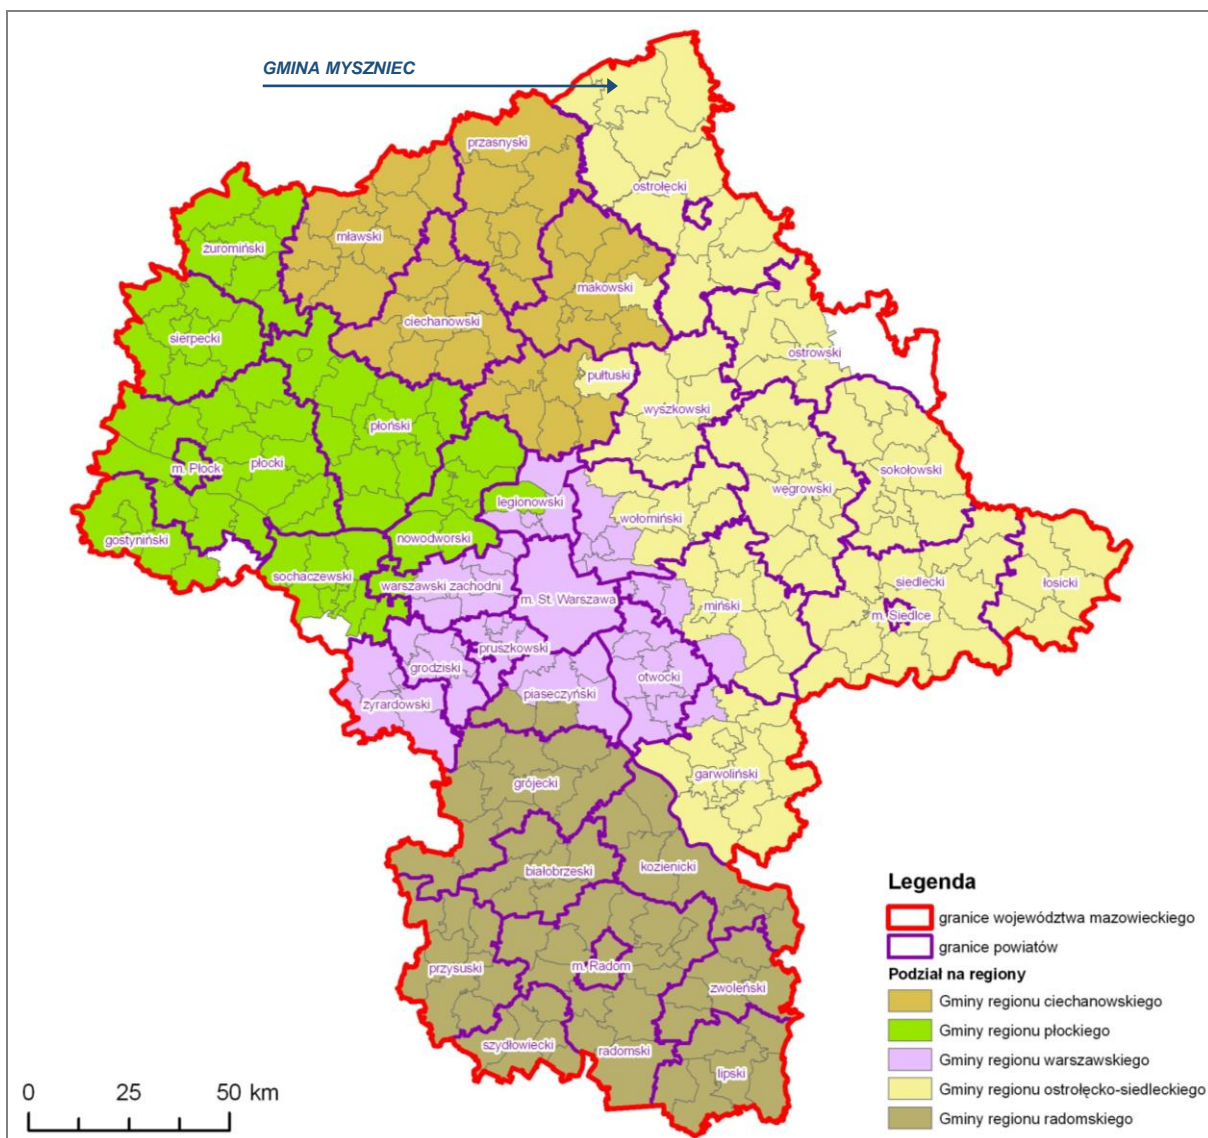 GMINA MYSZNIEC
przasnyski
ostrołęcki
żuromiński
mławski
makowski
ciechanowski
sierpecki
ostrowski
pułtuski
wyszkowski
płoński
m. Płock
płocki
sokołowski
węgrowski
legionowski
wołomiński
gostyniński
nowodworski
sochaczewski
warszawski zachodni
siedlecki
łosicki
m. St. Warszawa
miński
m. Siedlce
pruszkowski
grodziski
otwocki
piaseczyński
żyrardowski
garwoliński
grójecki
białobrzeski
kozienicki
przysuski
m. Radom
zwoleński
szydłowiecki
radomski
lipski
Legenda
granice województwa mazowieckiego
granice powiatów
Podział na regiony
Gminy regionu ciechanowskiego
Gminy regionu płockiego
Gminy regionu warszawskiego
Gminy regionu ostrołęcko-siedleckiego
Gminy regionu radomskiego
0 25 50 km